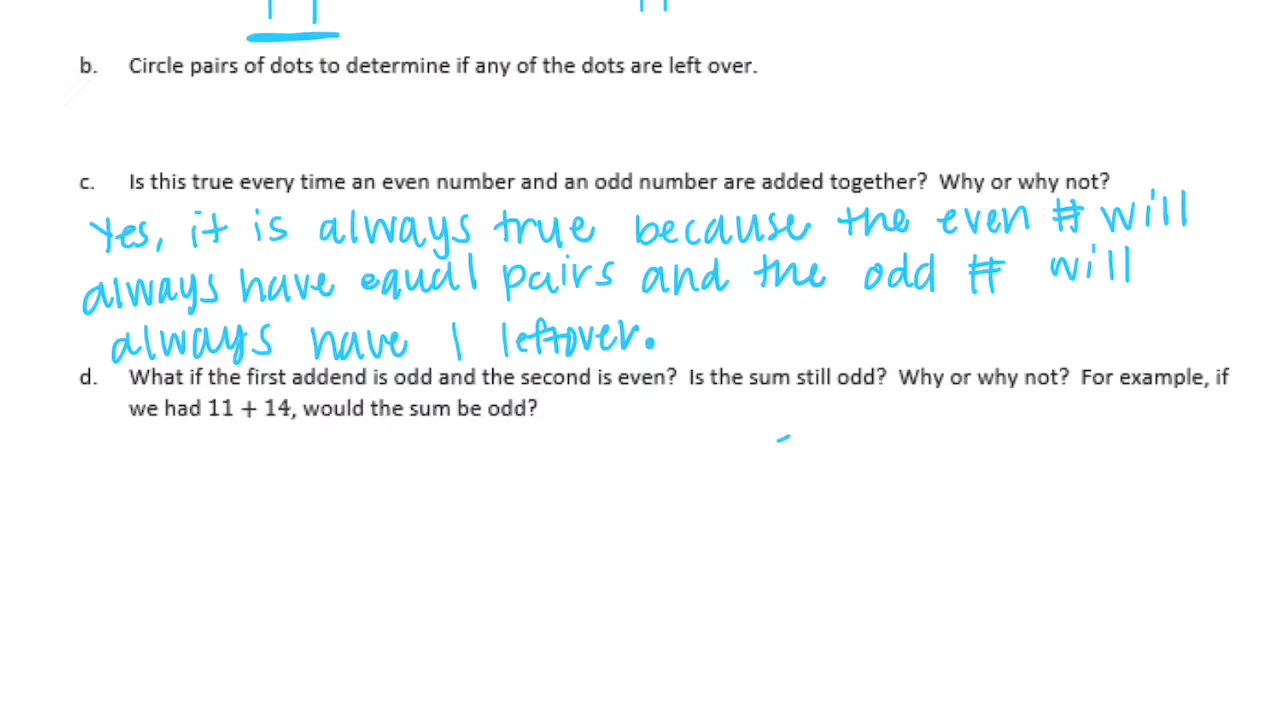 b. Circle pairs of dots to determine if any of the dots are left over.
c. Is this true every time an even number and an odd number are added together? Why or why not?
Yes, it is always true because the even # will
always have equal pairs and the odd # will
always have 1 leftover.
d. What if the first addend is odd and the second is even? Is the sum still odd? Why or why not? For example, if
we had 11 + 14, would the sum be odd?